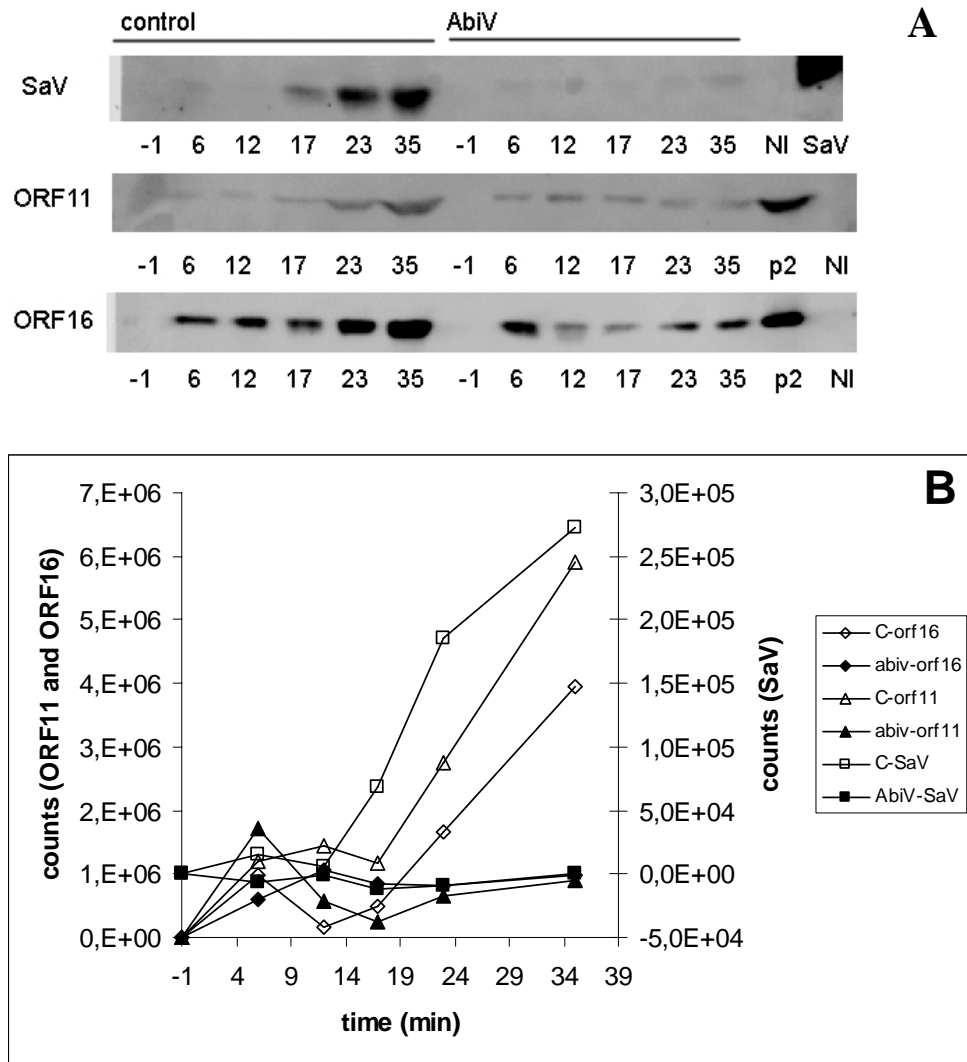 control AbiV A
SaV
-1 6 12 17 23 35 -1 6 12 17 23 35 NI SaV
ORF11
-1 6 12 17 23 35 -1 6 12 17 23 35 p2 NI
ORF16
-1 6 12 17 23 35 -1 6 12 17 23 35 p2 NI
B
counts (ORF11 and ORF16)
7,E+06
6,E+06
5,E+06
4,E+06
3,E+06
2,E+06
1,E+06
0,E+00
3,0E+05
2,5E+05
2,0E+05
1,5E+05
1,0E+05
5,0E+04
0,0E+00
-5,0E+04
counts (SaV)
-1 4 9 14 19 24 29 34 39
time (min)
C-orf16
abiv-orf16
C-orf11
abiv-orf11
C-SaV
AbiV-SaV